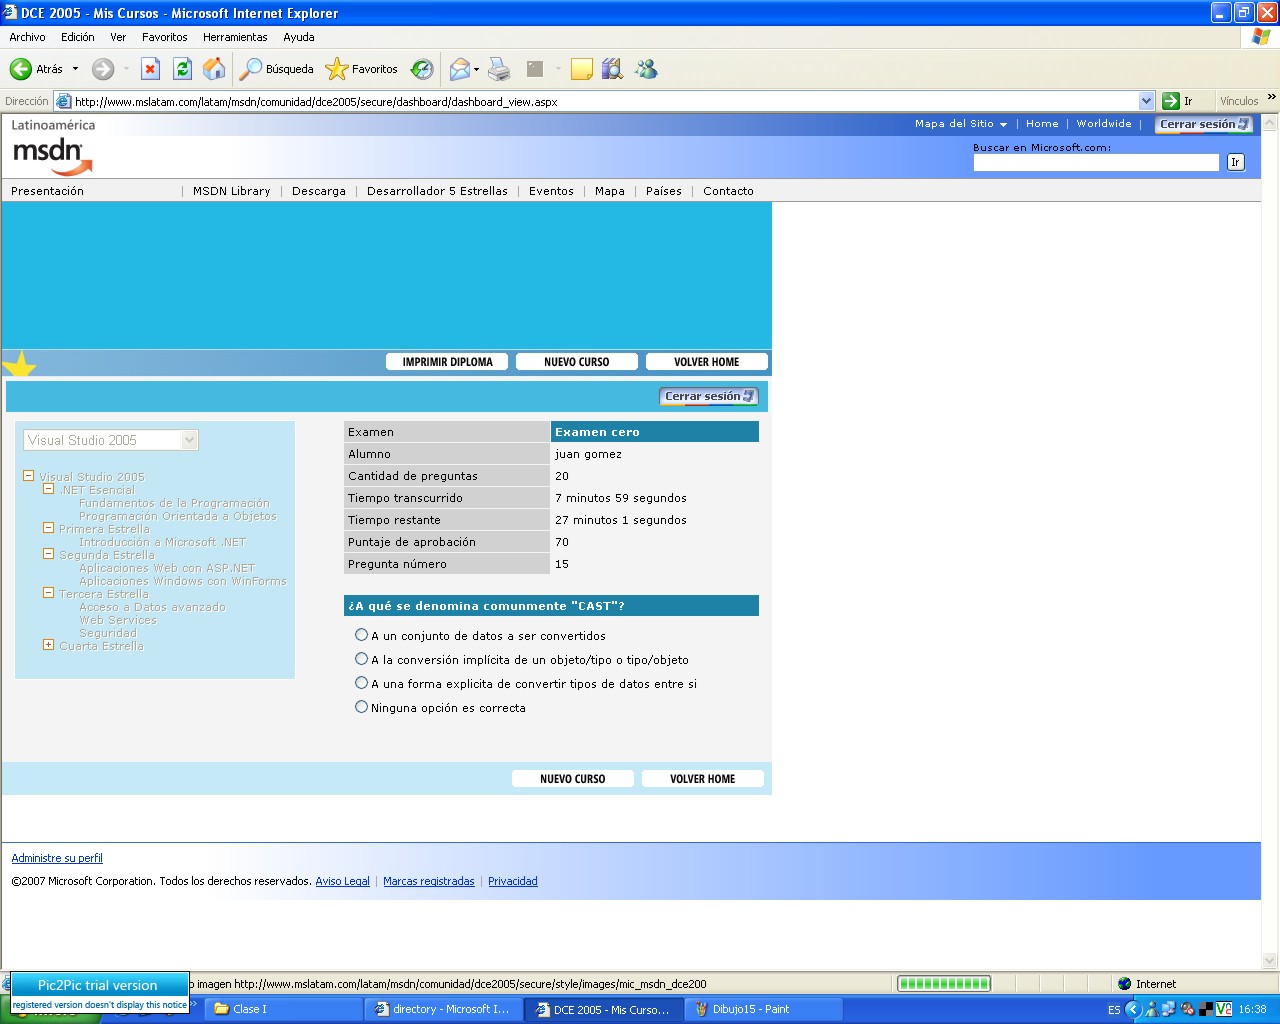 DCE 2005 - Mis Cursos - Microsoft Internet Explorer
Archivo Edición Ver Favoritos Herramientas Ayuda
Atrás Búsqueda Favoritos
Dirección http://www.mslatam.com/latam/msdn/comunidad/dce2005/secure/dashboard/dashboard_view.aspx Ir Vínculos »
Latinoamérica Mapa del Sitio | Home | Worldwide | Cerrar sesión
msdn
Buscar en Microsoft.com:
Ir
Presentación | MSDN Library | Descarga | Desarrollador 5 Estrellas | Eventos | Mapa | Países | Contacto
IMPRIMIR DIPLOMA NUEVO CURSO VOLVER HOME
Cerrar sesión
Visual Studio 2005
Visual Studio 2005
.NET Esencial
Fundamentos de la Programación
Programación Orientada a Objetos
Primera Estrella
Introducción a Microsoft .NET
Segunda Estrella
Aplicaciones Web con ASP.NET
Aplicaciones Windows con WinForms
Tercera Estrella
Acceso a Datos avanzado
Web Services
Seguridad
Cuarta Estrella
Examen Examen cero
Alumno juan gomez
Cantidad de preguntas 20
Tiempo transcurrido 7 minutos 59 segundos
Tiempo restante 27 minutos 1 segundos
Puntaje de aprobación 70
Pregunta número 15
¿A qué se denomina comunmente "CAST"?
A un conjunto de datos a ser convertidos
A la conversión implícita de un objeto/tipo o tipo/objeto
A una forma explicita de convertir tipos de datos entre si
Ninguna opción es correcta
NUEVO CURSO VOLVER HOME
Administre su perfil
©2007 Microsoft Corporation. Todos los derechos reservados. Aviso Legal | Marcas registradas | Privacidad
Pic2Pic trial version
registered version doesn't display this notice
o imagen http://www.mslatam.com/latam/msdn/comunidad/dce2005/secure/style/images/mic_msdn_dce200 Internet
» Clase I directory - Microsoft I... DCE 2005 - Mis Curso... Dibujo15 - Paint ES 16:38